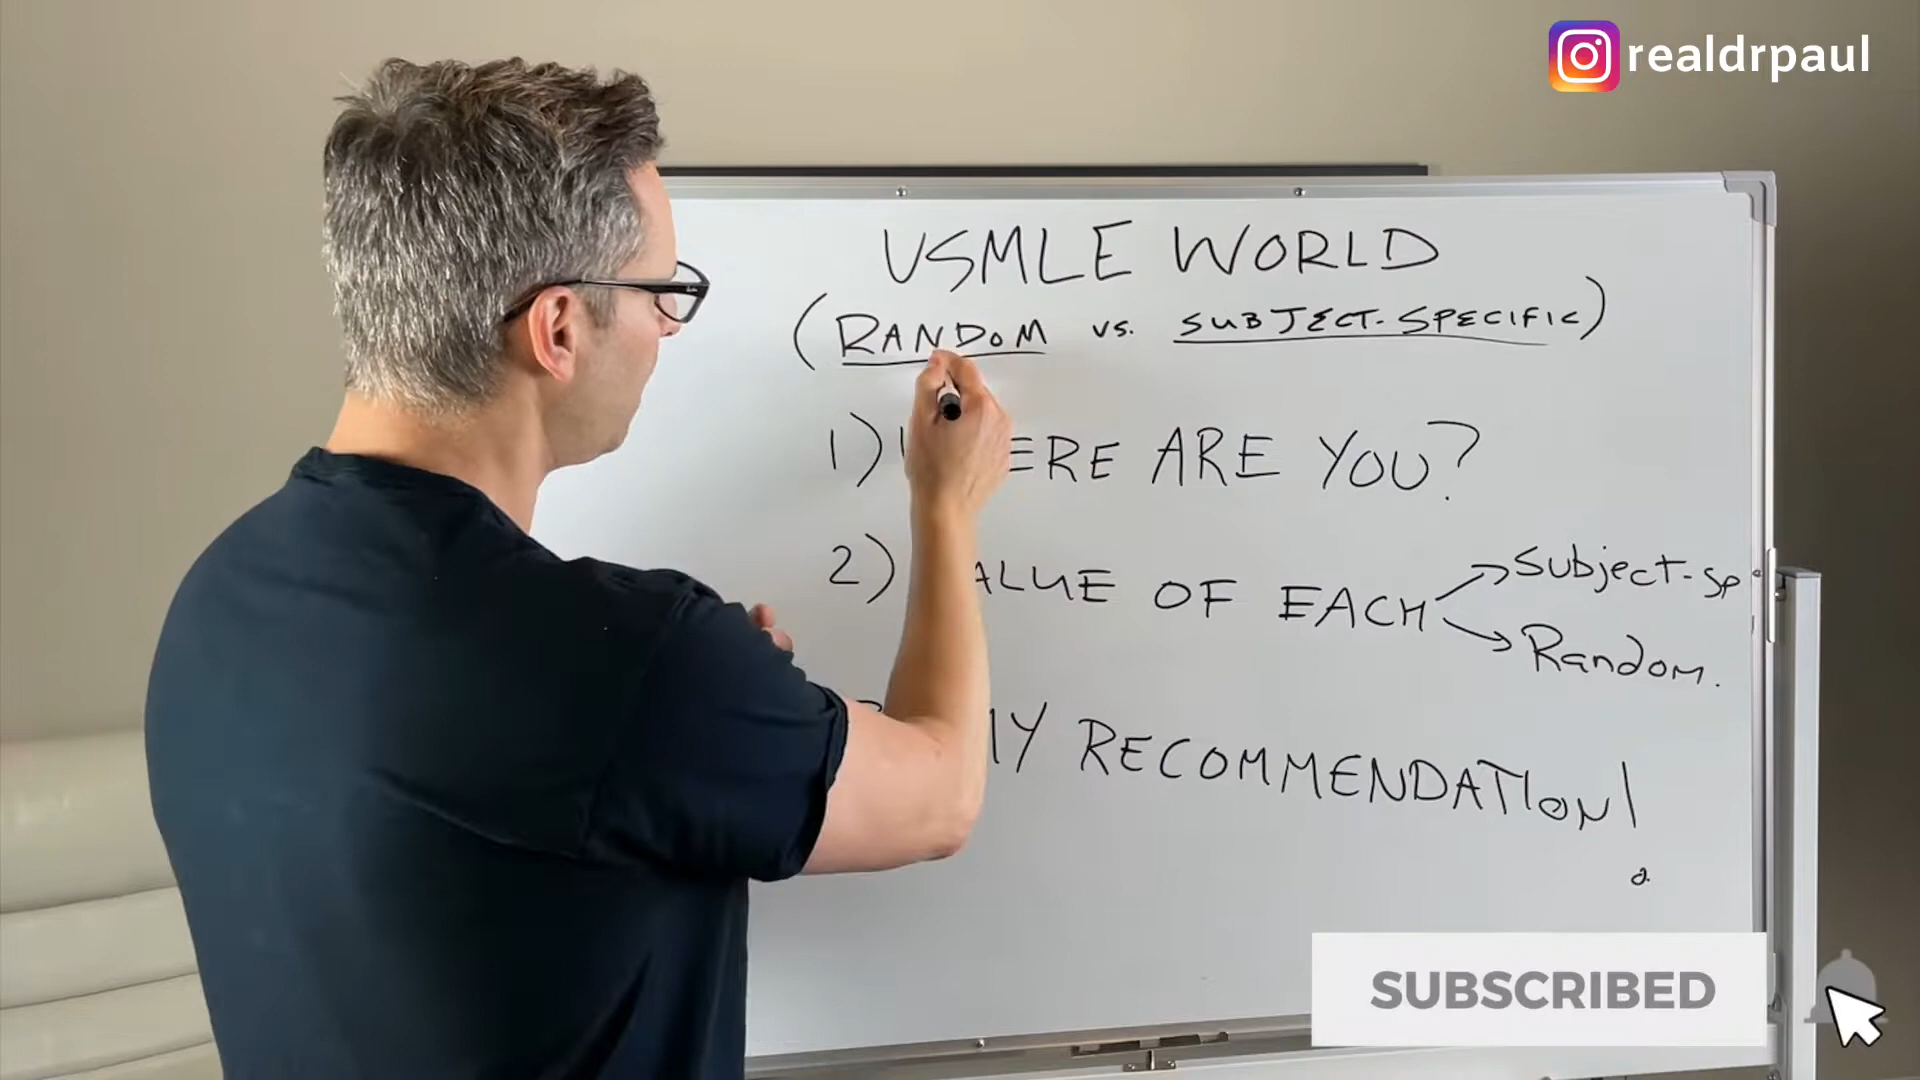 realdrpaul
USMLE WORLD
(RANDOM vs. SUBJECT-SPECIFIC)
1) ERE ARE YOU?
2) ALUE OF EACH
Subject-sp
Random.
MY RECOMMENDATION!
SUBSCRIBED